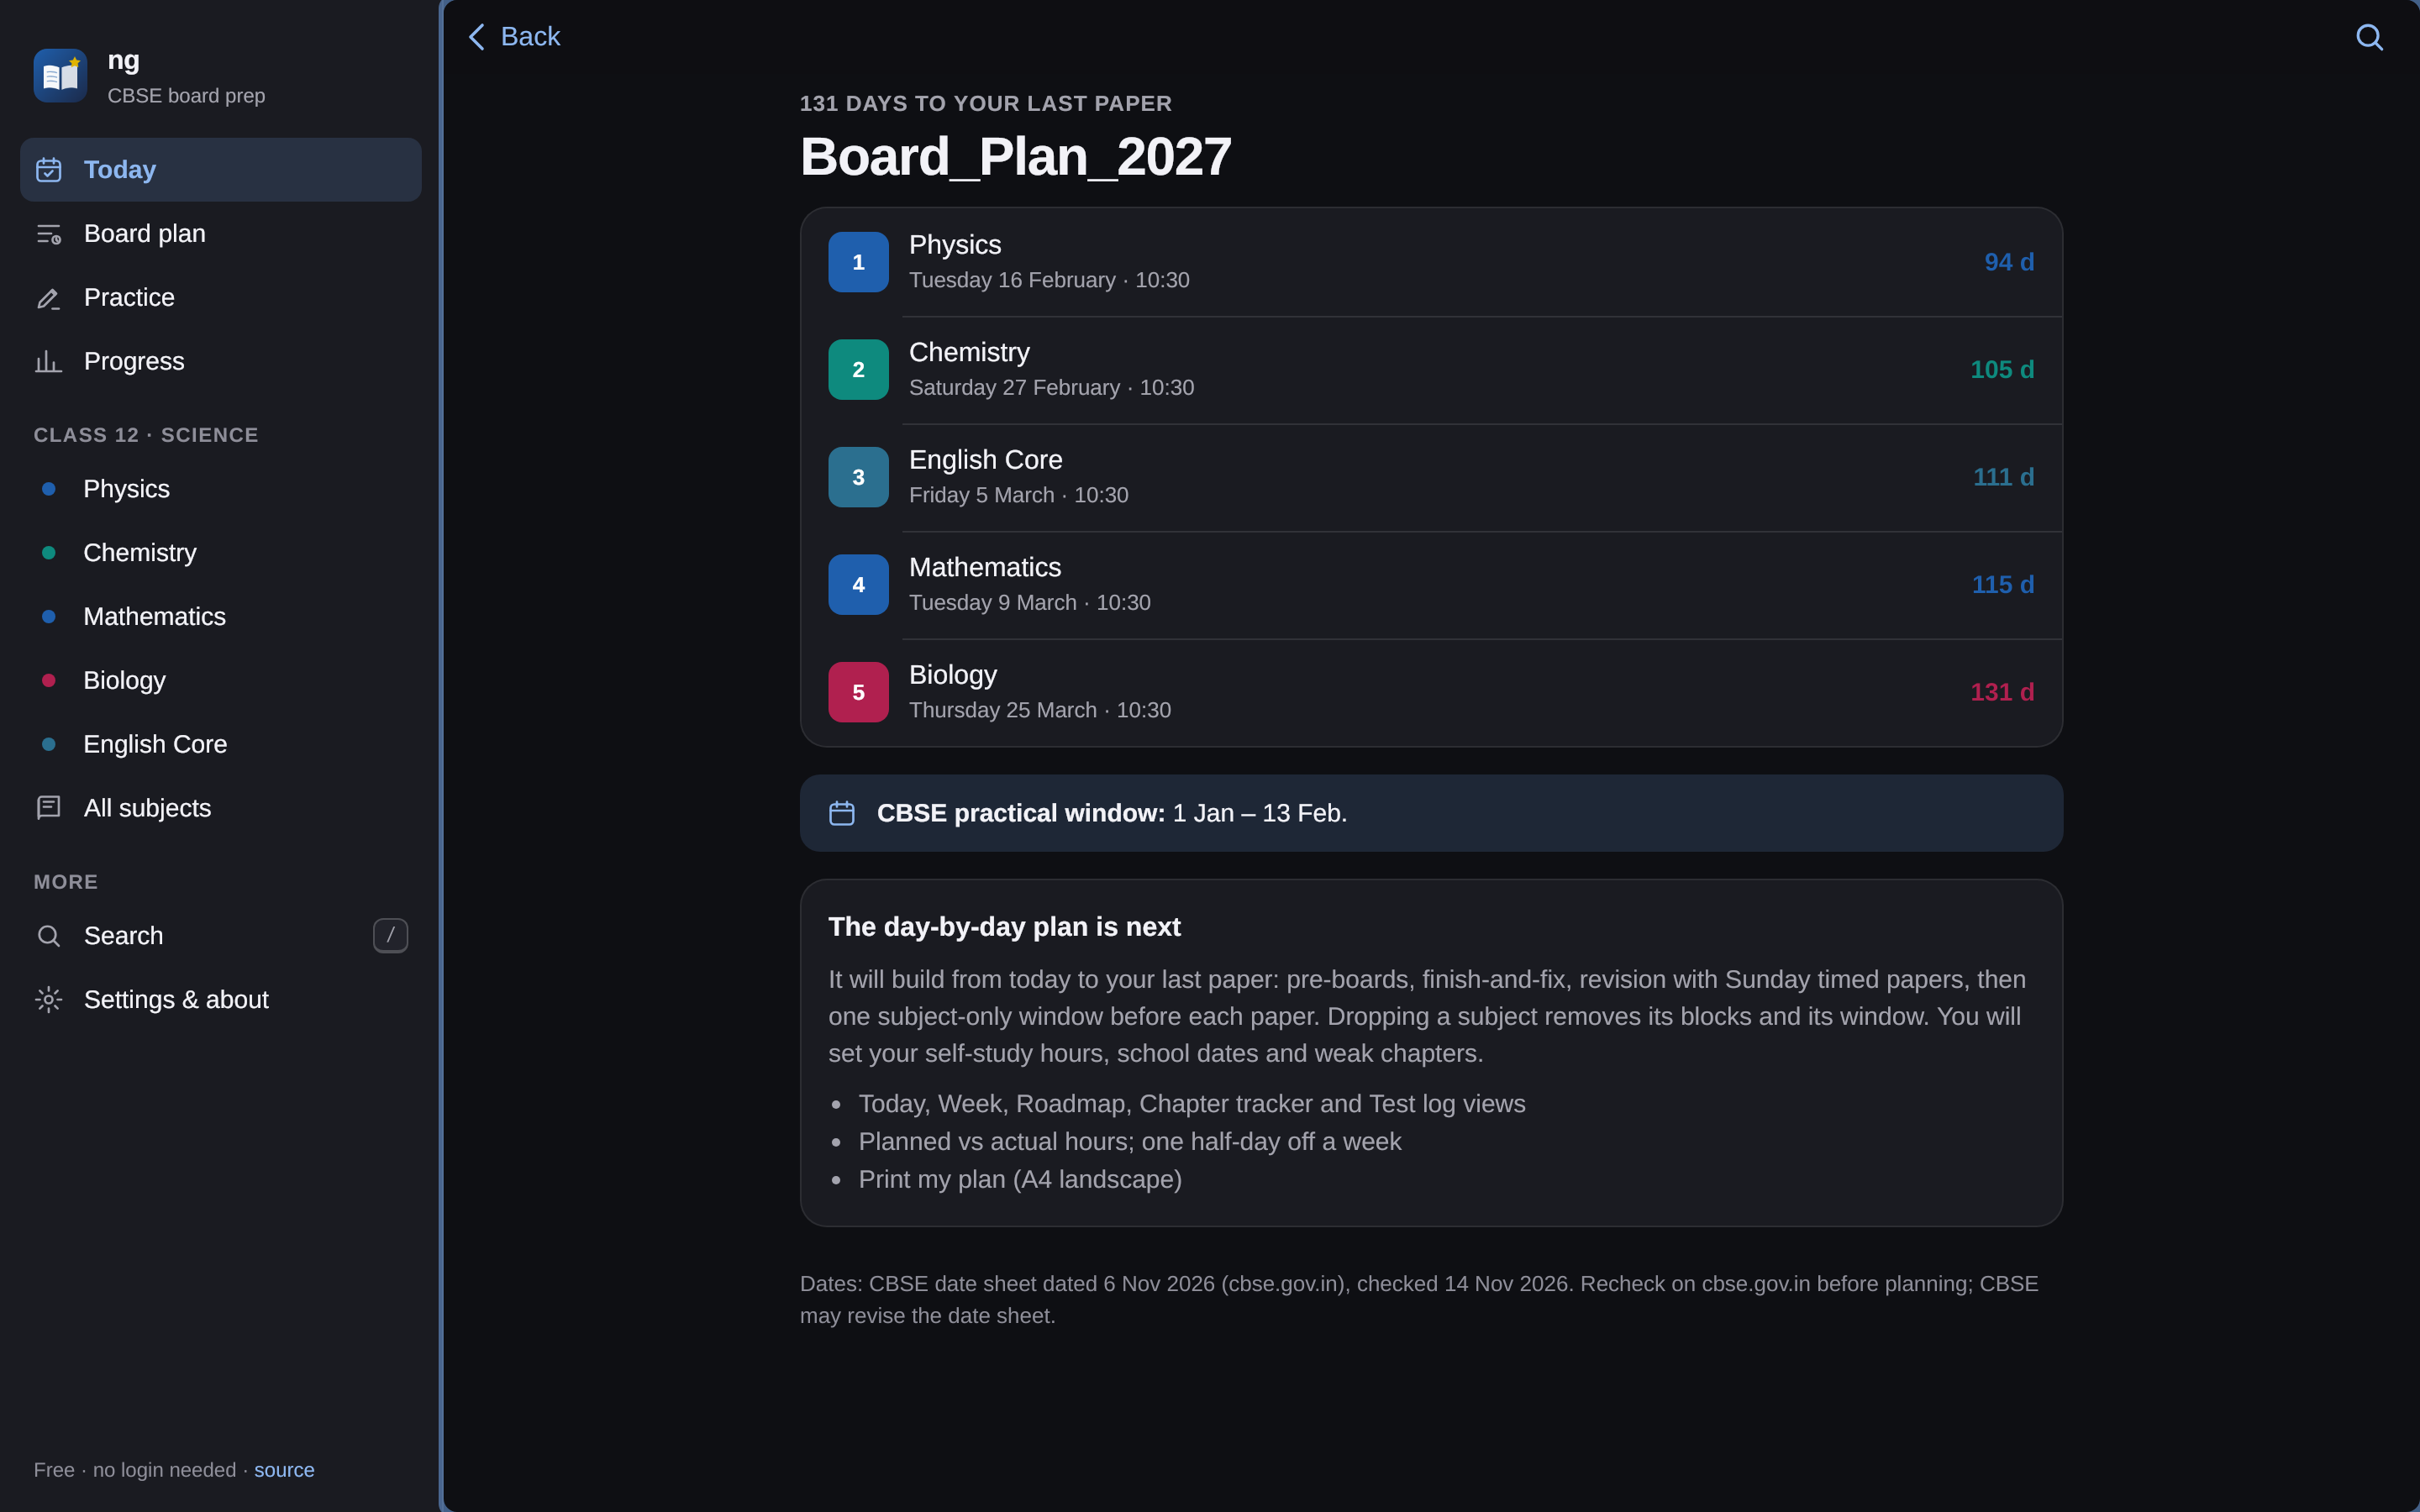 ng
CBSE board prep
Today
Board plan
Practice
Progress
CLASS 12 · SCIENCE
Physics
Chemistry
Mathematics
Biology
English Core
All subjects
MORE
Search
/
Settings & about
Free · no login needed · source
Back
131 DAYS TO YOUR LAST PAPER
Board_Plan_2027
1
Physics
Tuesday 16 February · 10:30
94 d
2
Chemistry
Saturday 27 February · 10:30
105 d
3
English Core
Friday 5 March · 10:30
111 d
4
Mathematics
Tuesday 9 March · 10:30
115 d
5
Biology
Thursday 25 March · 10:30
131 d
CBSE practical window: 1 Jan – 13 Feb.
The day-by-day plan is next
It will build from today to your last paper: pre-boards, finish-and-fix, revision with Sunday timed papers, then
one subject-only window before each paper. Dropping a subject removes its blocks and its window. You will
set your self-study hours, school dates and weak chapters.
• Today, Week, Roadmap, Chapter tracker and Test log views
• Planned vs actual hours; one half-day off a week
• Print my plan (A4 landscape)
Dates: CBSE date sheet dated 6 Nov 2026 (cbse.gov.in), checked 14 Nov 2026. Recheck on cbse.gov.in before planning; CBSE
may revise the date sheet.